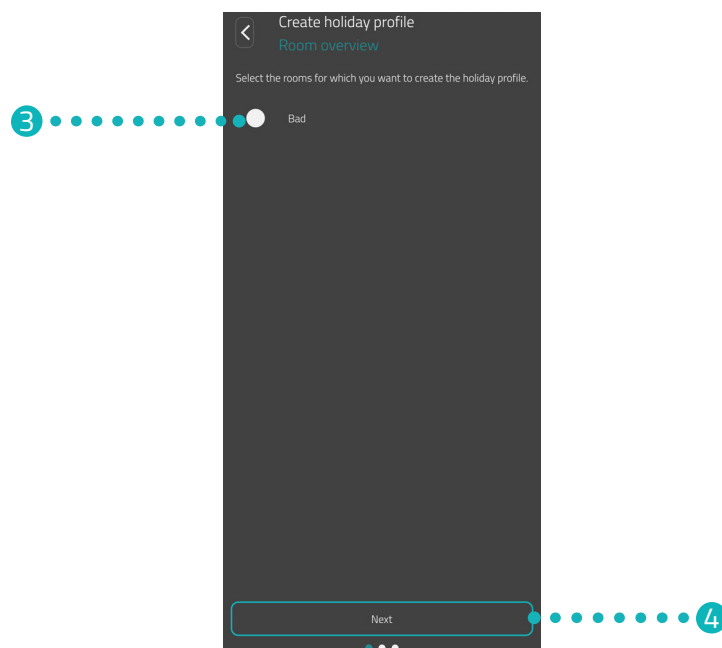 Create holiday profile
Room overview
Select the rooms for which you want to create the holiday profile.
3
Bad
Next
4